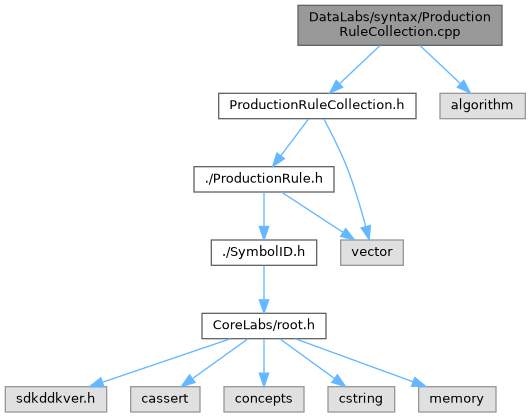 DataLabs/syntax/Production
RuleCollection.cpp
ProductionRuleCollection.h
algorithm
./ProductionRule.h
./SymbolID.h
vector
CoreLabs/root.h
sdkddkver.h
cassert
concepts
cstring
memory